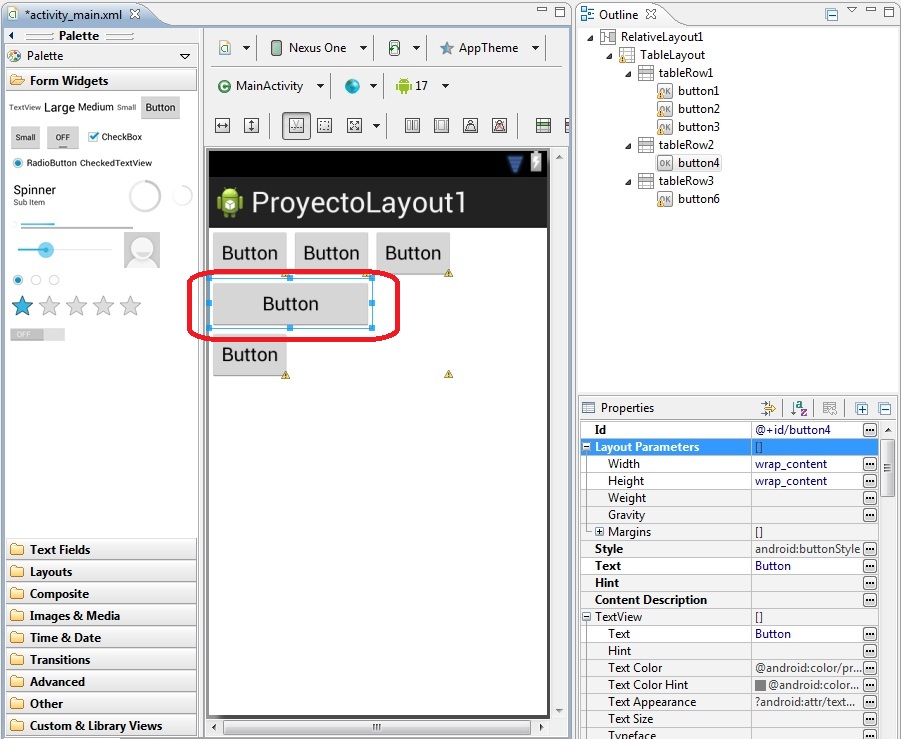 *activity_main.xml
Palette
Palette
Form Widgets
TextView Large Medium Small Button
Small OFF CheckBox
RadioButton CheckedTextView
Spinner
Sub Item
OFF
Text Fields
Layouts
Composite
Images & Media
Time & Date
Transitions
Advanced
Other
Custom & Library Views
Nexus One AppTheme
MainActivity 17
ProyectoLayout1
Button Button Button
Button
Button
Outline
RelativeLayout1
TableLayout
tableRow1
OK button1
OK button2
OK button3
tableRow2
OK button4
tableRow3
OK button6
Properties
Id @+id/button4
Layout Parameters []
Width wrap_content
Height wrap_content
Weight
Gravity
Margins []
Style android:buttonStyle
Text Button
Hint
Content Description
TextView []
Text Button
Hint
Text Color @android:color/pr...
Text Color Hint @android:color...
Text Appearance ?android:attr/text...
Text Size
Typeface